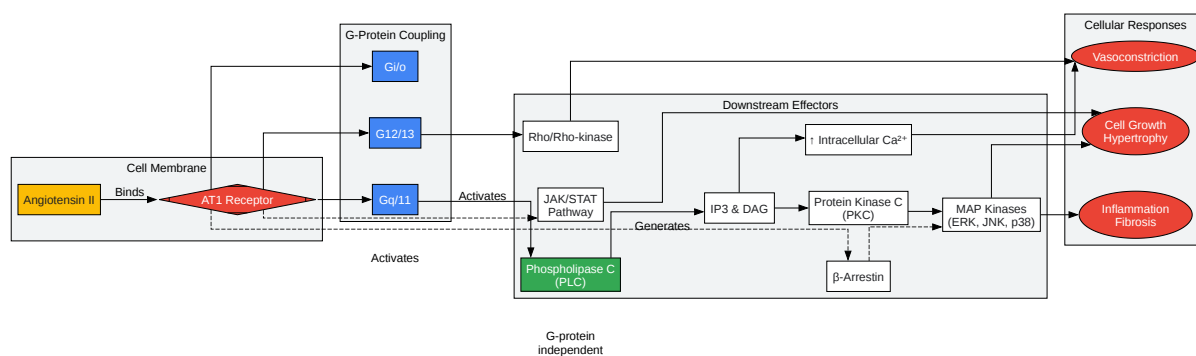 Cellular Responses
G-Protein Coupling
Gi/o
Vasoconstriction
Downstream Effectors
G12/13
Rho/Rho-kinase
↑ Intracellular Ca²⁺
Cell Growth
Hypertrophy
Cell Membrane
Angiotensin II
Binds
AT1 Receptor
Gq/11
Activates
JAK/STAT
Pathway
IP3 & DAG
Protein Kinase C
(PKC)
MAP Kinases
(ERK, JNK, p38)
Inflammation
Fibrosis
Generates
Activates
Phospholipase C
(PLC)
β-Arrestin
G-protein
independent